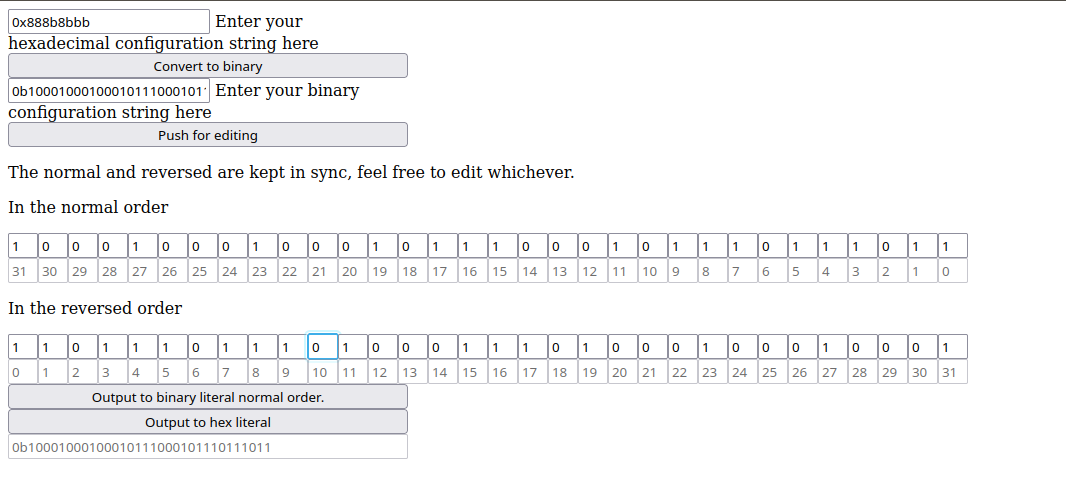 0x888b8bbb Enter your
hexadecimal configuration string here
Convert to binary
0b10001000100010111000101 Enter your binary
configuration string here
Push for editing
The normal and reversed are kept in sync, feel free to edit whichever.
In the normal order
1 0 0 0 1 0 0 0 1 0 0 0 1 0 1 1 1 0 0 0 1 0 1 1 1 0 1 1 1 0 1 1
31 30 29 28 27 26 25 24 23 22 21 20 19 18 17 16 15 14 13 12 11 10 9 8 7 6 5 4 3 2 1 0
In the reversed order
1 1 0 1 1 1 0 1 1 1 0 1 0 0 0 1 1 1 0 1 0 0 0 1 0 0 0 1 0 0 0 1
0 1 2 3 4 5 6 7 8 9 10 11 12 13 14 15 16 17 18 19 20 21 22 23 24 25 26 27 28 29 30 31
Output to binary literal normal order.
Output to hex literal
0b10001000100010111000101110111011